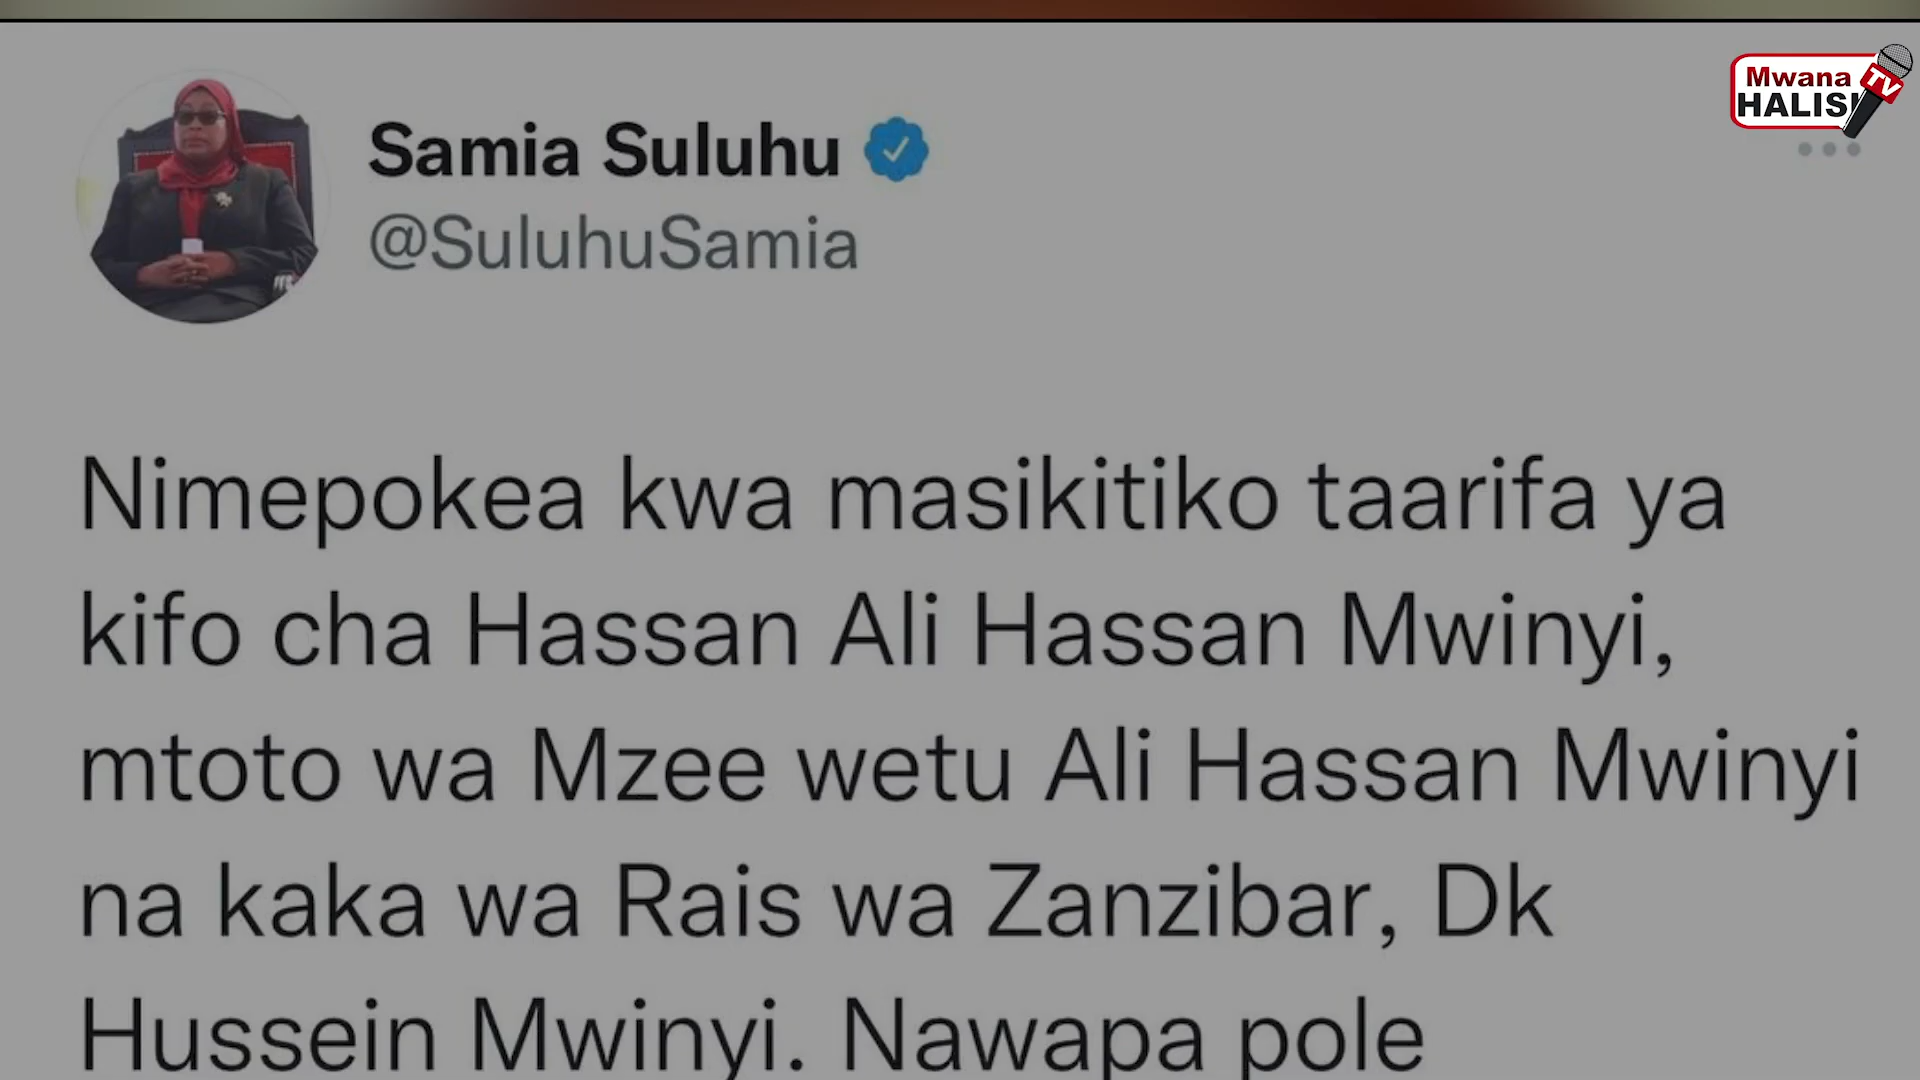 Mwana
HALISI
TV
Samia Suluhu
@SuluhuSamia
Nimepokea kwa masikitiko taarifa ya
kifo cha Hassan Ali Hassan Mwinyi,
mtoto wa Mzee wetu Ali Hassan Mwinyi
na kaka wa Rais wa Zanzibar, Dk
Hussein Mwinyi. Nawapa pole